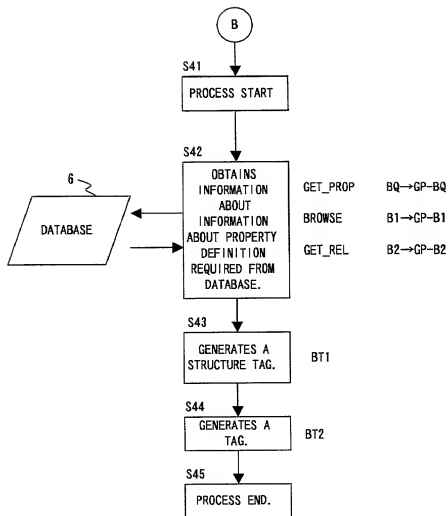 B
S41
PROCESS START
S42
OBTAINS
INFORMATION
ABOUT
INFORMATION
ABOUT PROPERTY
DEFINITION
REQUIRED FROM
DATABASE.
6
DATABASE
GET_PROP BQ→GP-BQ
BROWSE B1→GP-B1
GET_REL B2→GP-B2
S43
GENERATES A
STRUCTURE TAG.
BT1
S44
GENERATES A
TAG.
BT2
S45
PROCESS END.